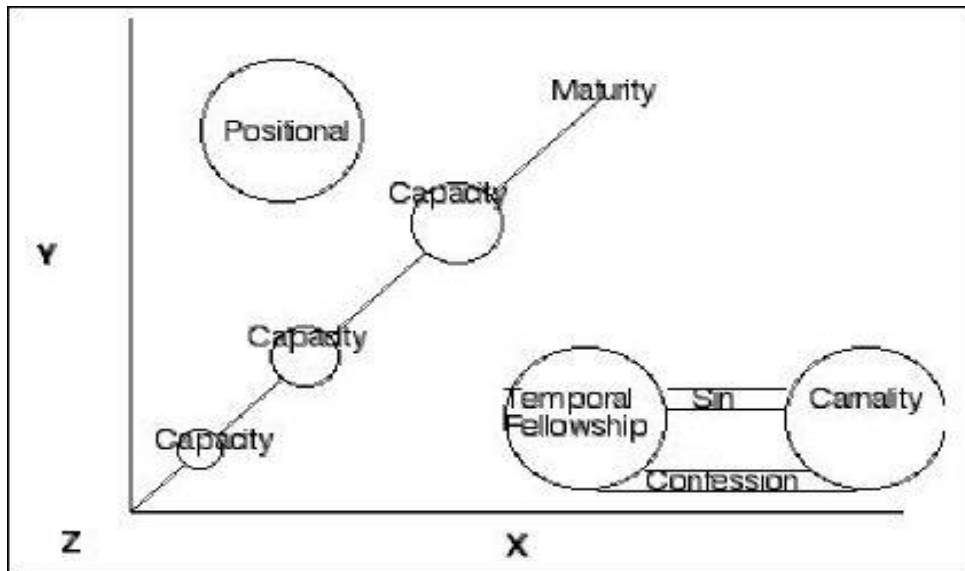 Maturity
Positional
Capacity
Y
Capacity
Temporal
Fellowship
Sin
Carnality
Capacity
Confession
Z
X